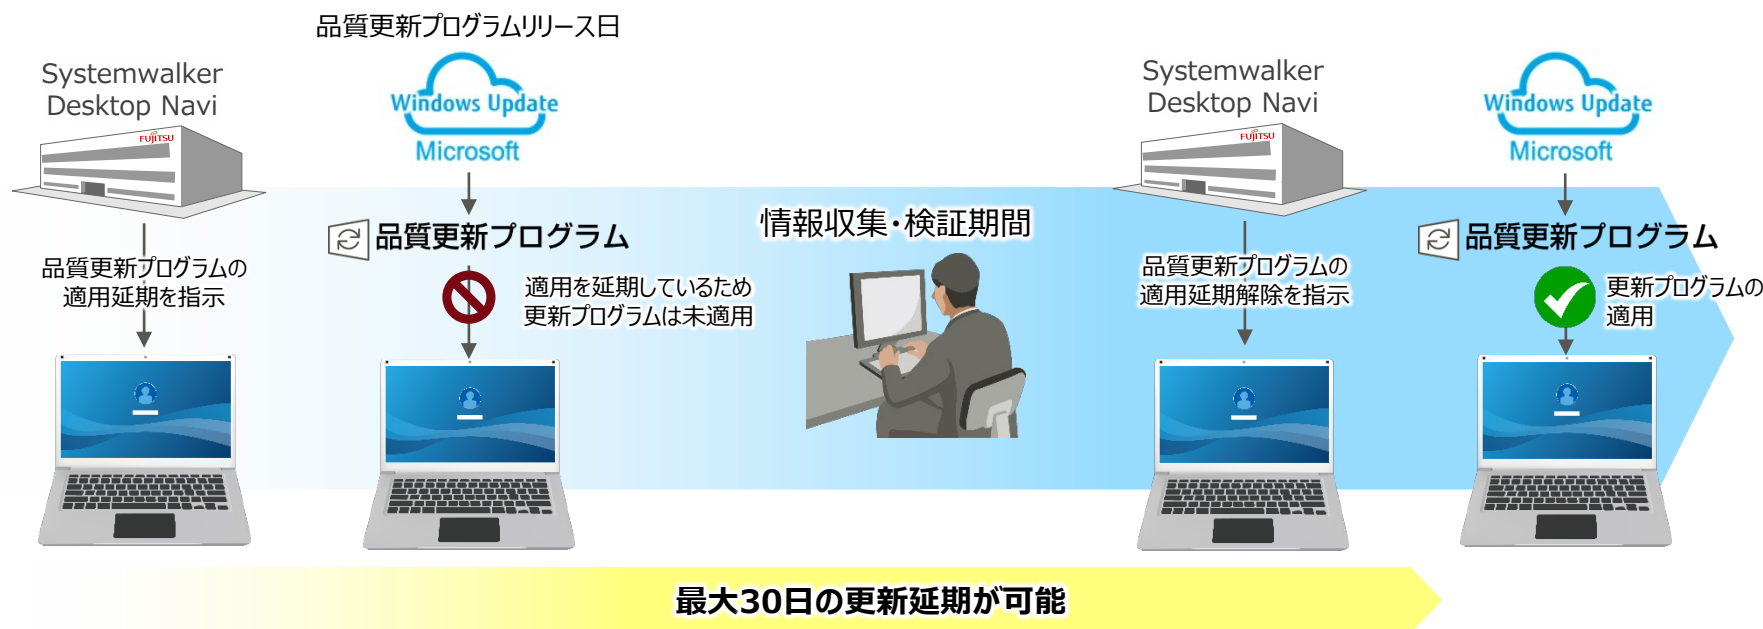 品質更新プログラムリリース日
Systemwalker
Desktop Navi
FUJITSU
品質更新プログラムの
適用延期を指示
Windows Update
Microsoft
品質更新プログラム
適用を延期しているため
更新プログラムは未適用
情報収集・検証期間
Systemwalker
Desktop Navi
FUJITSU
品質更新プログラムの
適用延期解除を指示
Windows Update
Microsoft
品質更新プログラム
更新プログラムの
適用
最大30日の更新延期が可能